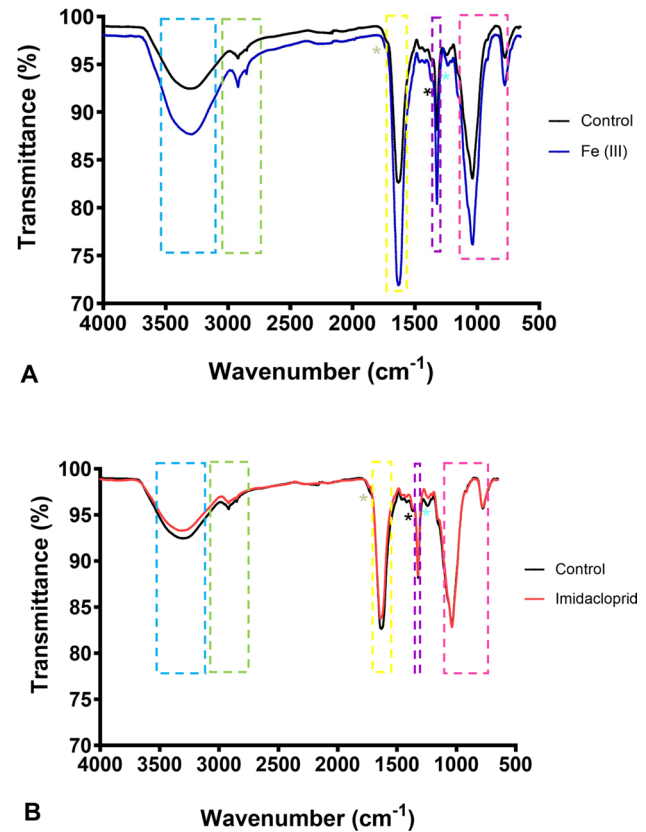 100
95
90
85
80
75
70
Transmittance (%)
*
*
*
Control
Fe (III)
4000 3500 3000 2500 2000 1500 1000 500
Wavenumber (cm-1)
A
100
95
90
85
80
75
70
Transmittance (%)
*
*
*
Control
Imidacloprid
4000 3500 3000 2500 2000 1500 1000 500
Wavenumber (cm-1)
B